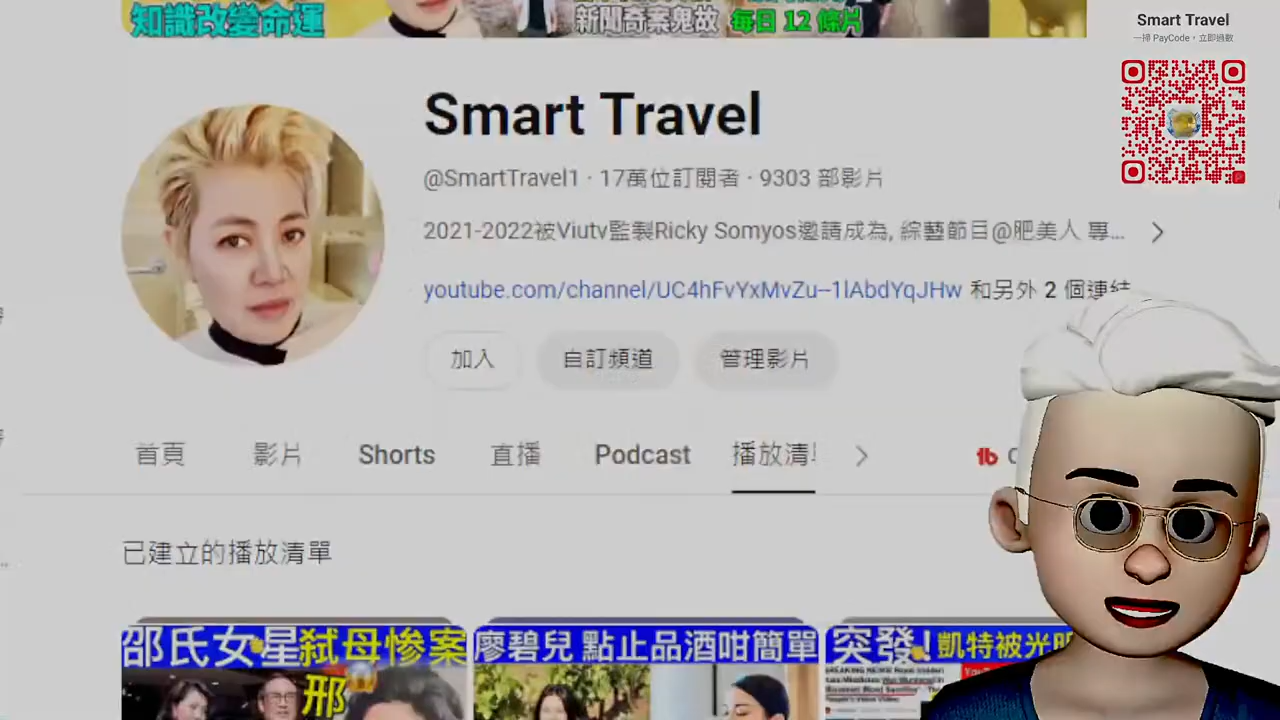 知識改變命運
新聞奇案鬼故 每日 12 條片
Smart Travel
一掃 PayCode，立即過數
Smart Travel
@SmartTravel1 · 17萬位訂閱者 · 9303 部影片
2021-2022被Viutv監製Ricky Somyos邀請成為, 綜藝節目@肥美人 專...
youtube.com/channel/UC4hFvYxMvZu--1lAbdYqJHw 和另外 2 個連結
加入 自訂頻道 管理影片
首頁 影片 Shorts 直播 Podcast 播放清單
已建立的播放清單
邵氏女星弒母慘案 廖碧兒 點止品酒咁簡單 突發! 凱特被光明
邢